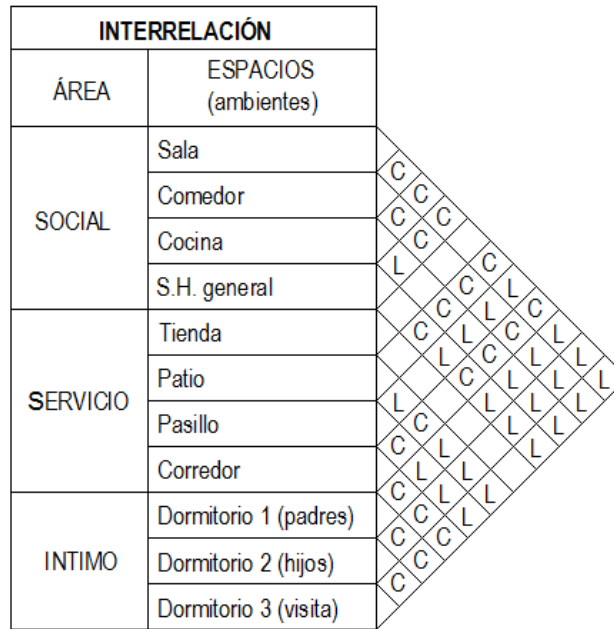 INTERRELACIÓN
ÁREA
ESPACIOS
(ambientes)
SOCIAL
Sala
Comedor
Cocina
S.H. general
SERVICIO
Tienda
Patio
Pasillo
Corredor
INTIMO
Dormitorio 1 (padres)
Dormitorio 2 (hijos)
Dormitorio 3 (visita)
C
C
C C
C
L C
C L
C L C
C L C L
L C L L
C L L L
L L L L
C L L
C L L
L L
C L L
C L
C C
C
C